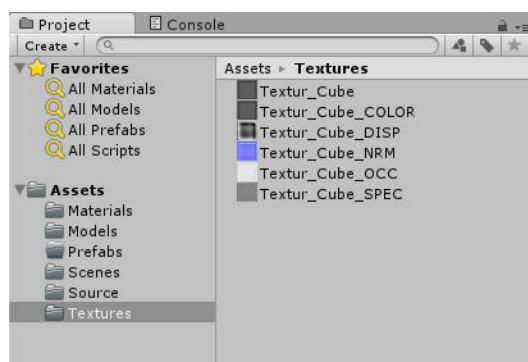 Project
Console
Create
Favorites
All Materials
All Models
All Prefabs
All Scripts
Assets
Materials
Models
Prefabs
Scenes
Source
Textures
Assets ▸ Textures
Textur_Cube
Textur_Cube_COLOR
Textur_Cube_DISP
Textur_Cube_NRM
Textur_Cube_OCC
Textur_Cube_SPEC